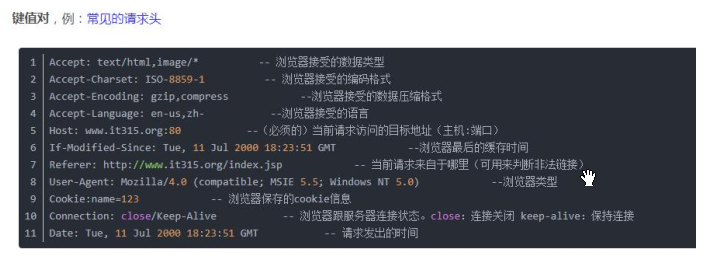 键值对，例：常见的请求头
1 Accept: text/html,image/* -- 浏览器接受的数据类型
2 Accept-Charset: ISO-8859-1 -- 浏览器接受的编码格式
3 Accept-Encoding: gzip,compress --浏览器接受的数据压缩格式
4 Accept-Language: en-us,zh- --浏览器接受的语言
5 Host: www.it315.org:80 --（必须的）当前请求访问的目标地址（主机:端口）
6 If-Modified-Since: Tue, 11 Jul 2000 18:23:51 GMT --浏览器最后的缓存时间
7 Referer: http://www.it315.org/index.jsp -- 当前请求来自于哪里（可用来判断非法链接）
8 User-Agent: Mozilla/4.0 (compatible; MSIE 5.5; Windows NT 5.0) --浏览器类型
9 Cookie:name=123 -- 浏览器保存的cookie信息
10 Connection: close/Keep-Alive -- 浏览器跟服务器连接状态。close: 连接关闭 keep-alive: 保持连接
11 Date: Tue, 11 Jul 2000 18:23:51 GMT -- 请求发出的时间